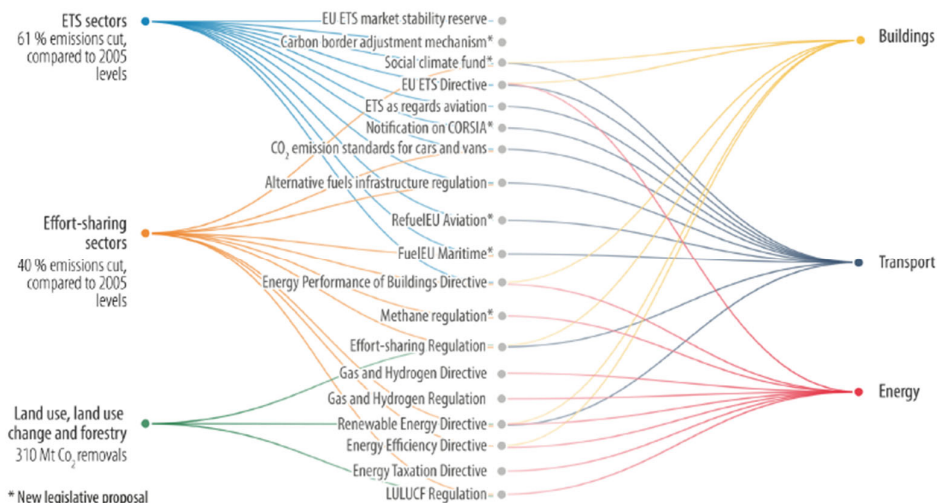 ETS sectors
61 % emissions cut,
compared to 2005
levels
Effort-sharing
sectors
40 % emissions cut,
compared to 2005
levels
Land use, land use
change and forestry
310 Mt Co₂ removals
* New legislative proposal
EU ETS market stability reserve
Carbon border adjustment mechanism*
Social climate fund*
EU ETS Directive
ETS as regards aviation
Notification on CORSIA*
CO₂ emission standards for cars and vans
Alternative fuels infrastructure regulation
RefuelEU Aviation*
FuelEU Maritime*
Energy Performance of Buildings Directive
Methane regulation*
Effort-sharing Regulation
Gas and Hydrogen Directive
Gas and Hydrogen Regulation
Renewable Energy Directive
Energy Efficiency Directive
Energy Taxation Directive
LULUCF Regulation
Buildings
Transport
Energy